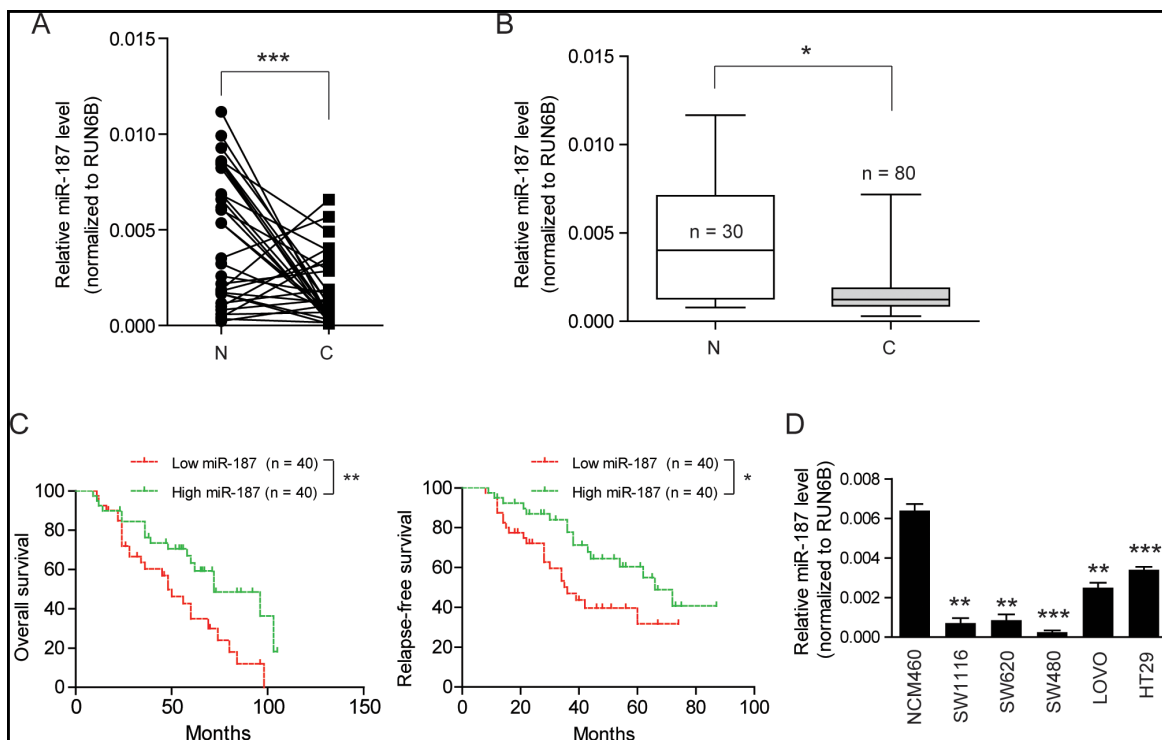 A
Relative miR-187 level
(normalized to RUN6B)
0.015
0.010
0.005
0.000
***
N
C
B
Relative miR-187 level
(normalized to RUN6B)
0.015
0.010
0.005
0.000
*
n = 30
n = 80
N
C
C
Low miR-187 (n = 40)
High miR-187 (n = 40)
**
Overall survival
100
80
60
40
20
0
0
50
100
150
Months
Low miR-187 (n = 40)
High miR-187 (n = 40)
*
Relapse-free survival
100
80
60
40
20
0
0
20
40
60
80
100
Months
D
Relative miR-187 level
(normalized to RUN6B)
0.008
0.006
0.004
0.002
0.000
**
**
***
**
***
NCM460
SW1116
SW620
SW480
LOVO
HT29